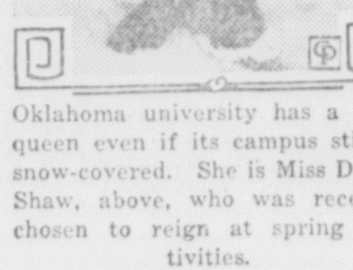 Oklahoma university has a
queen even if its campus
snow-covered. She is Miss
Shaw, above, who was
chosen to reign at spring
tivities.